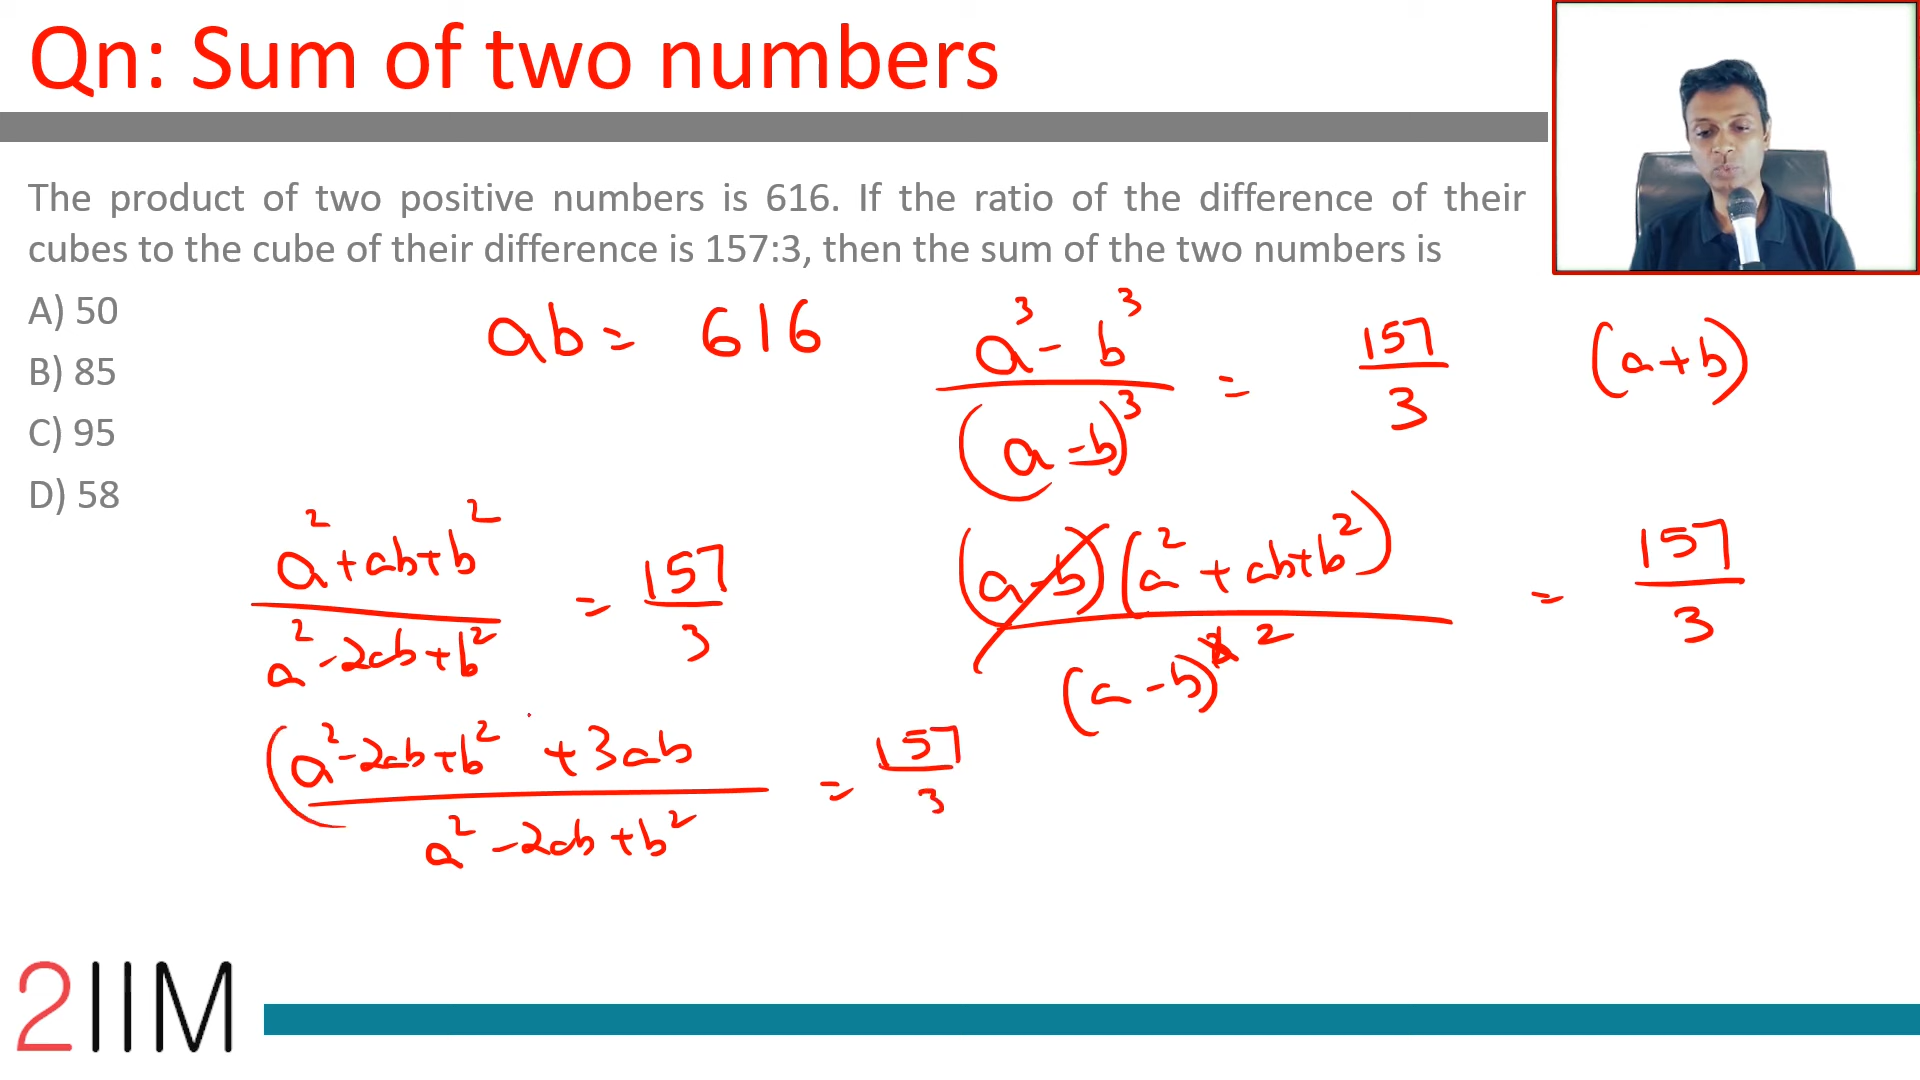 Qn: Sum of two numbers
The product of two positive numbers is 616. If the ratio of the difference of their
cubes to the cube of their difference is 157:3, then the sum of the two numbers is
A) 50
B) 85
C) 95
D) 58
ab = 616
a³ - b³ / (a - b)³ = 157/3
(a + b)
(a - b)(a² + ab + b²) / (a - b)² = 157/3
a² + ab + b² / a² - 2ab + b² = 157/3
(a² - 2ab + b² + 3ab / a² - 2ab + b² = 157/3
2IIM